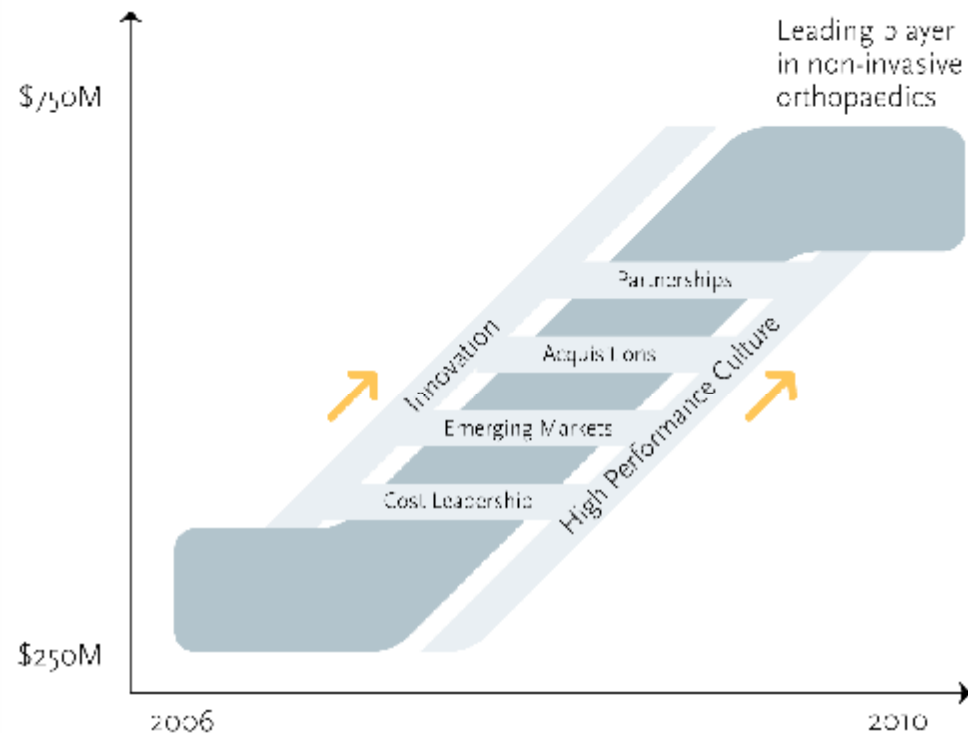 Leading player
in non-invasive
orthopaedics
$750M
Partnerships
Innovation
Acquisitions
High Performance Culture
Emerging Markets
Cost Leadership
$250M
2006
2010